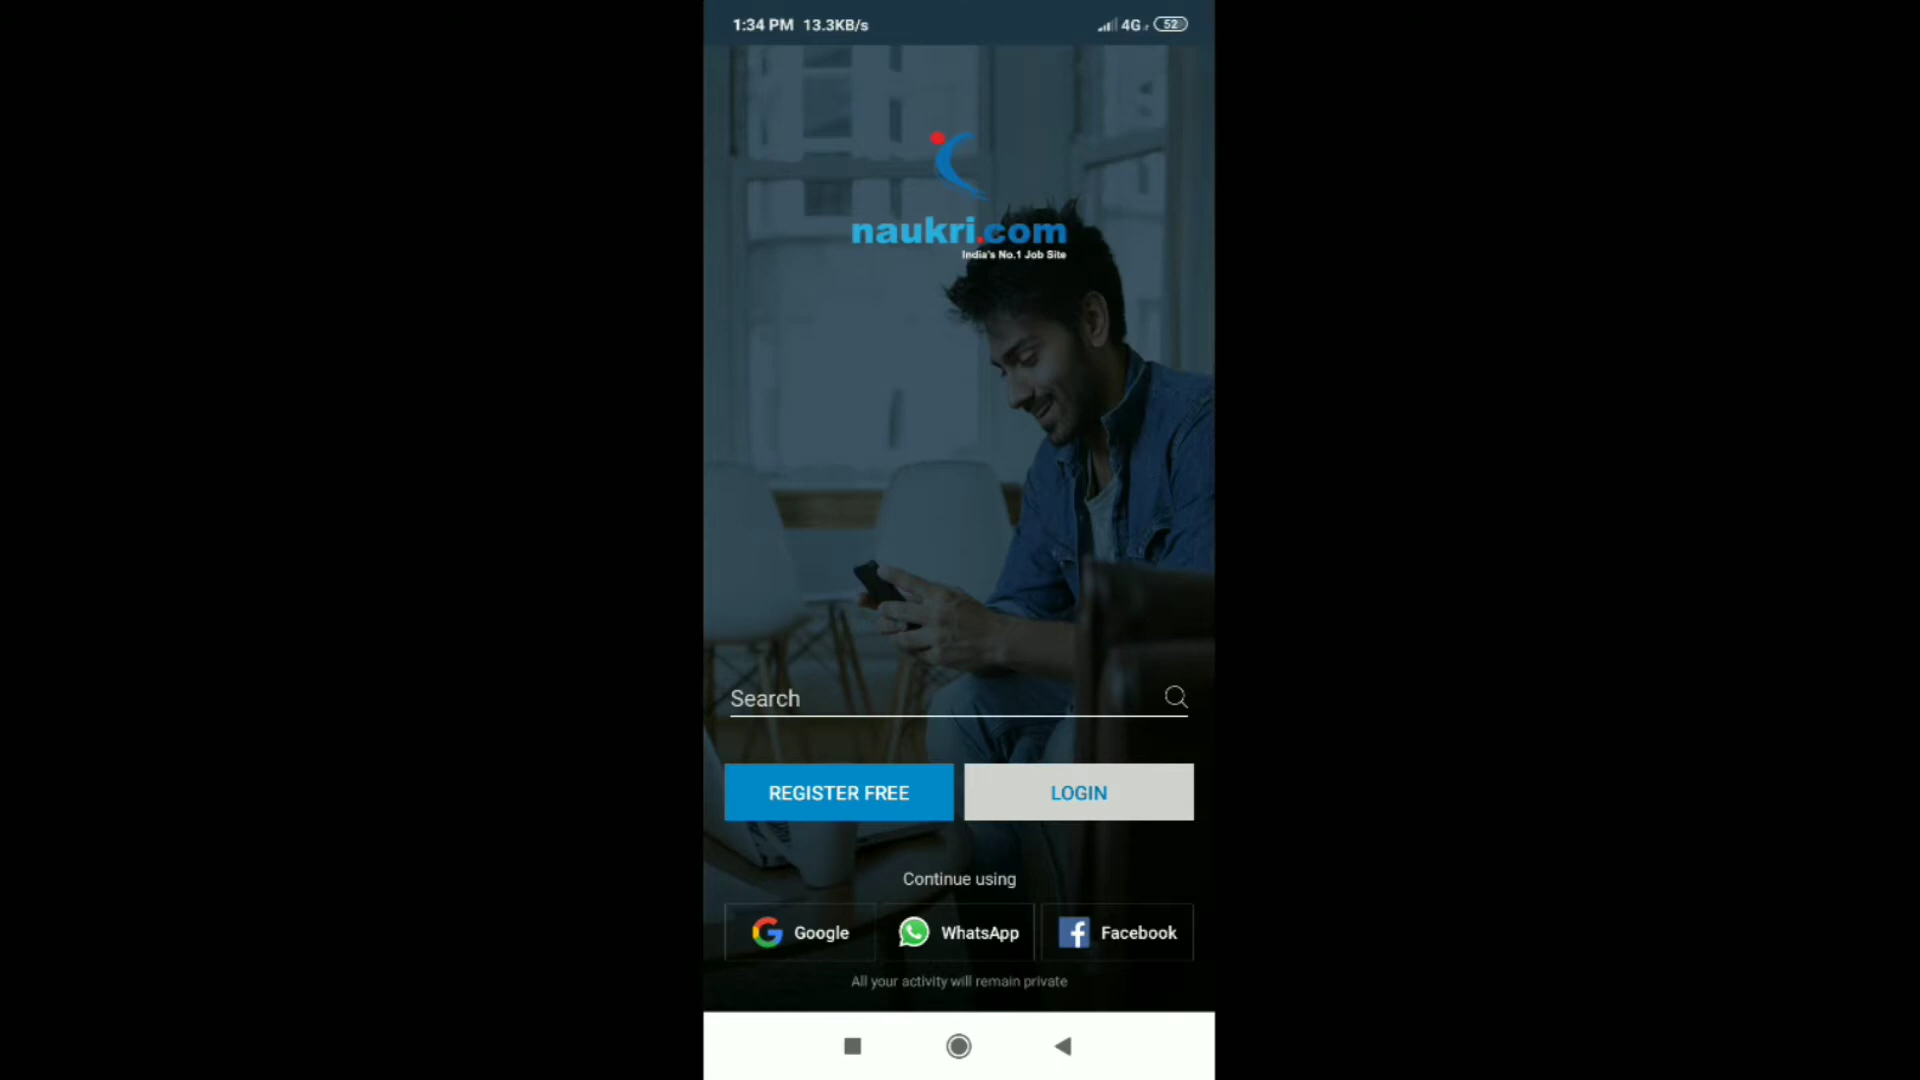 1:34 PM 13.3KB/s 4G 52
naukri.com
India's No.1 Job Site
Search
REGISTER FREE LOGIN
Continue using
Google WhatsApp Facebook
All your activity will remain private